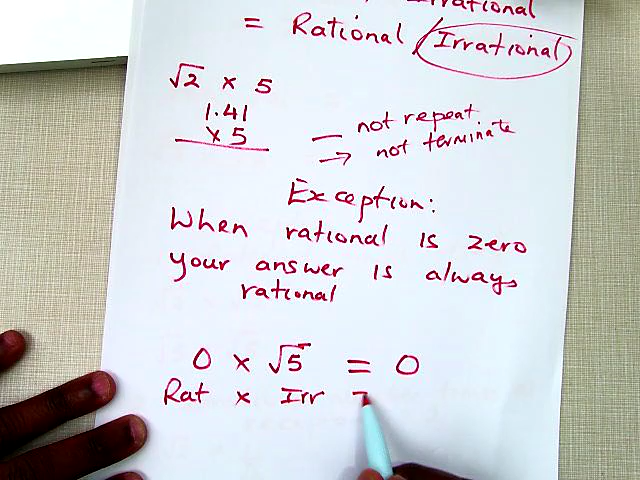 Irrational
= Rational / Irrational
√2 x 5
1.41
x 5
— not repeat
→ not terminate
Exception:
When rational is zero
your answer is always
rational
0 x √5 = 0
Rat x Irr =